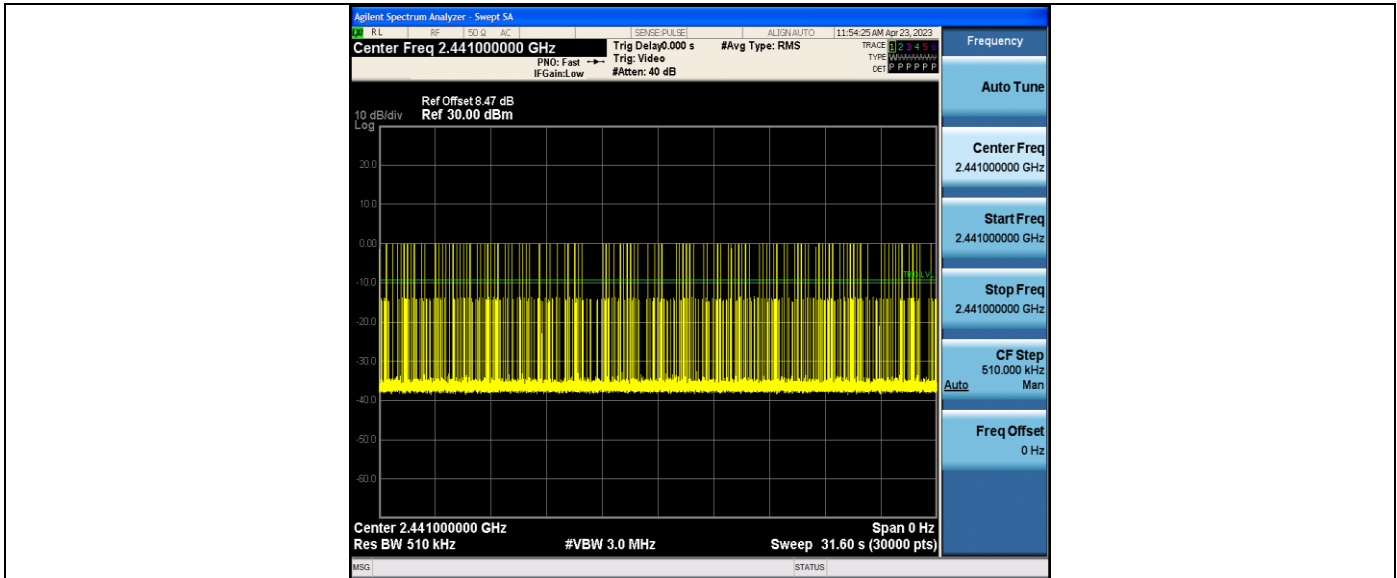 Agilent Spectrum Analyzer - Swept SA
RL RF 50 Ω AC SENSE:PULSE ALIGN AUTO 11:54:25 AM Apr 23, 2023
Center Freq 2.441000000 GHz
PNO: Fast
IFGain:Low
Trig Delay0.000 s
Trig: Video
#Atten: 40 dB
#Avg Type: RMS
TRACE 1 2 3 4 5 6
TYPE W
DET P P P P P P
Ref Offset 8.47 dB
10 dB/div Ref 30.00 dBm
Log
20.0
10.0
0.00
-10.0
-20.0
-30.0
-40.0
-50.0
-60.0
Center 2.441000000 GHz Span 0 Hz
Res BW 510 kHz #VBW 3.0 MHz Sweep 31.60 s (30000 pts)
MSG STATUS
Frequency
Auto Tune
Center Freq
2.441000000 GHz
Start Freq
2.441000000 GHz
Stop Freq
2.441000000 GHz
CF Step
510.000 kHz
Auto Man
Freq Offset
0 Hz